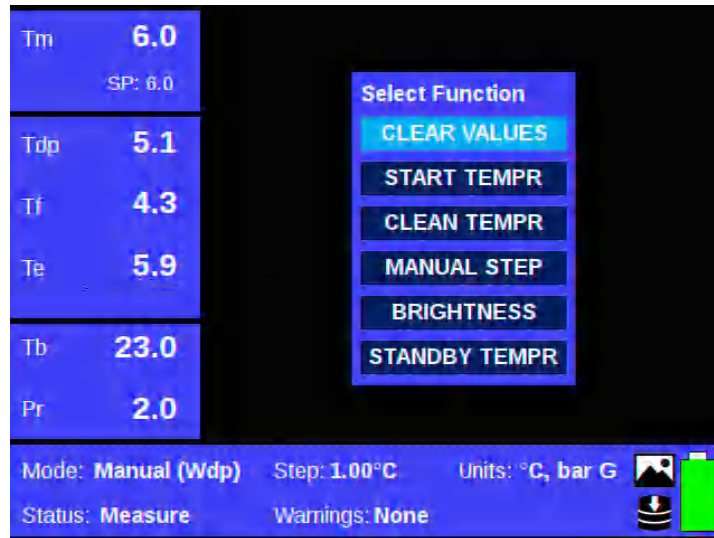 Tm 6.0
SP: 6.0
Tdp 5.1
Tf 4.3
Te 5.9
Tb 23.0
Pr 2.0
Select Function
CLEAR VALUES
START TEMPR
CLEAN TEMPR
MANUAL STEP
BRIGHTNESS
STANDBY TEMPR
Mode: Manual (Wdp) Step: 1.00°C Units: °C, bar G
Status: Measure Warnings: None